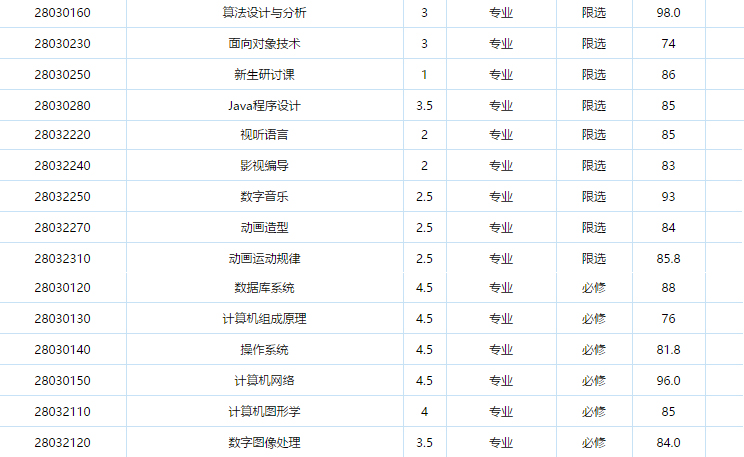 28030160 算法设计与分析 3 专业 限选 98.0
28030230 面向对象技术 3 专业 限选 74
28030250 新生研讨课 1 专业 限选 86
28030280 Java程序设计 3.5 专业 限选 85
28032220 视听语言 2 专业 限选 85
28032240 影视编导 2 专业 限选 83
28032250 数字音乐 2.5 专业 限选 93
28032270 动画造型 2.5 专业 限选 84
28032310 动画运动规律 2.5 专业 限选 85.8
28030120 数据库系统 4.5 专业 必修 88
28030130 计算机组成原理 4.5 专业 必修 76
28030140 操作系统 4.5 专业 必修 81.8
28030150 计算机网络 4.5 专业 必修 96.0
28032110 计算机图形学 4 专业 必修 85
28032120 数字图像处理 3.5 专业 必修 84.0